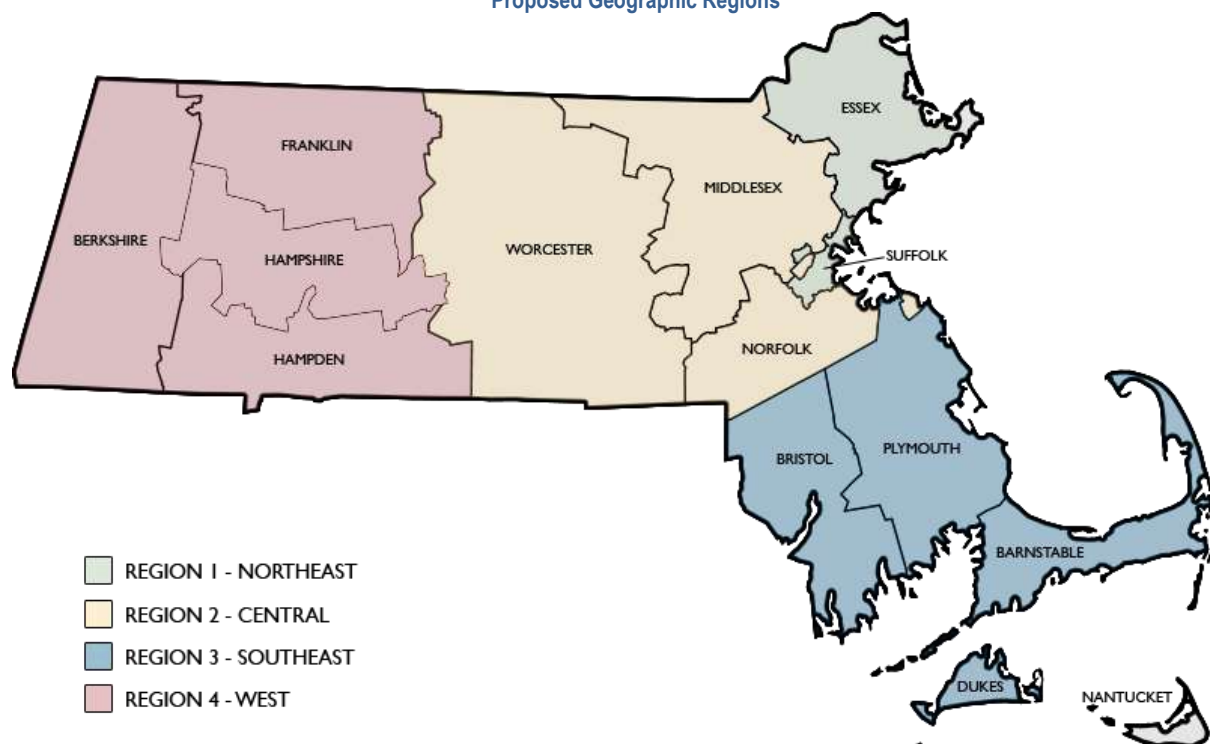 Proposed Geographic Regions
ESSEX
FRANKLIN
MIDDLESEX
BERKSHIRE
WORCESTER
HAMPSHIRE
SUFFOLK
NORFOLK
HAMPDEN
BRISTOL
PLYMOUTH
BARNSTABLE
REGION 1 - NORTHEAST
REGION 2 - CENTRAL
REGION 3 - SOUTHEAST
REGION 4 - WEST
DUKES
NANTUCKET